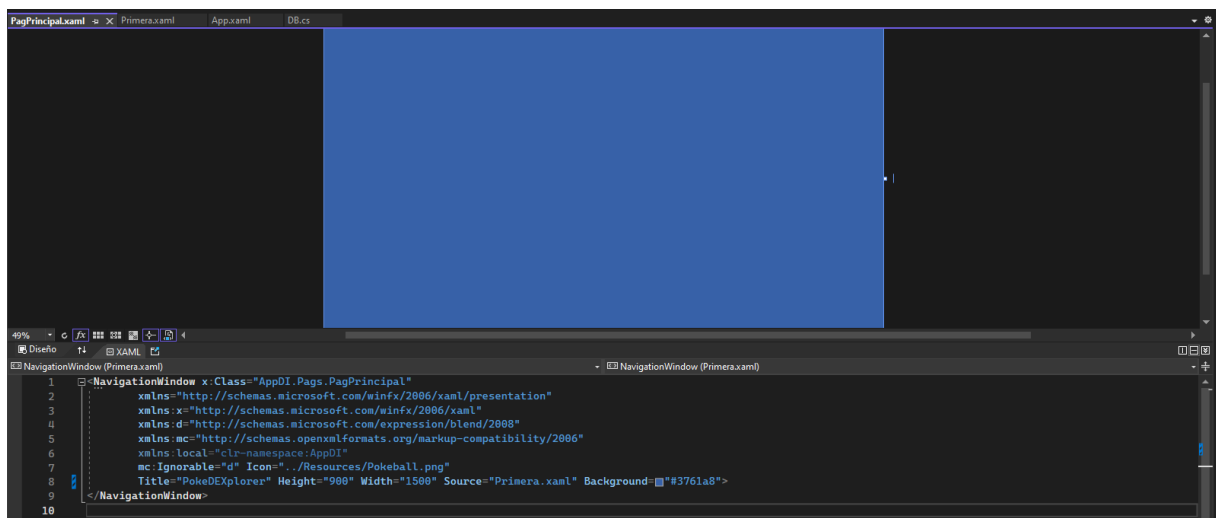 PagPrincipal.xaml Primera.xaml App.xaml DB.cs
49% fx
Diseño XAML
NavigationWindow (Primera.xaml) NavigationWindow (Primera.xaml)
1 <NavigationWindow x:Class="AppDI.Pags.PagPrincipal"
2 xmlns="http://schemas.microsoft.com/winfx/2006/xaml/presentation"
3 xmlns:x="http://schemas.microsoft.com/winfx/2006/xaml"
4 xmlns:d="http://schemas.microsoft.com/expression/blend/2008"
5 xmlns:mc="http://schemas.openxmlformats.org/markup-compatibility/2006"
6 xmlns:local="clr-namespace:AppDI"
7 mc:Ignorable="d" Icon="../Resources/Pokeball.png"
8 Title="PokeDEXplorer" Height="900" Width="1500" Source="Primera.xaml" Background="#3761a8">
9 </NavigationWindow>
10